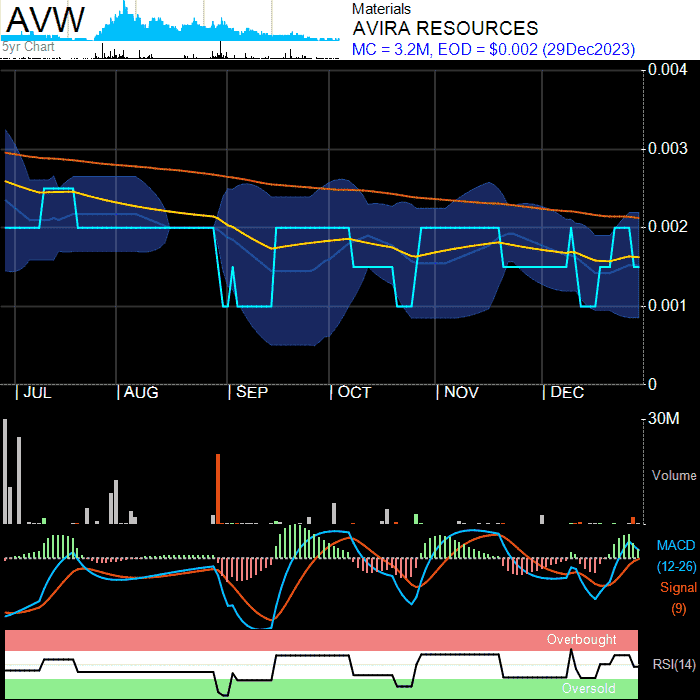 AVW
5yr Chart
Materials
AVIRA RESOURCES
MC = 3.2M, EOD = $0.002 (29Dec2023)
0.004
0.003
0.002
0.001
0
JUL
AUG
SEP
OCT
NOV
DEC
30M
Volume
MACD
(12-26)
Signal
(9)
Overbought
RSI(14)
Oversold